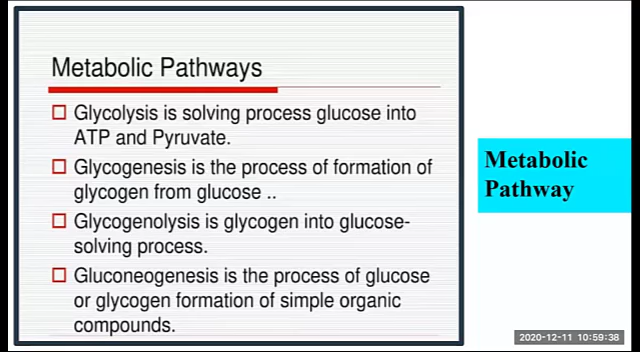 Metabolic Pathways
Glycolysis is solving process glucose into
ATP and Pyruvate.
Glycogenesis is the process of formation of
glycogen from glucose ..
Glycogenolysis is glycogen into glucose-
solving process.
Gluconeogenesis is the process of glucose
or glycogen formation of simple organic
compounds.
Metabolic
Pathway
2020-12-11 10:59:38